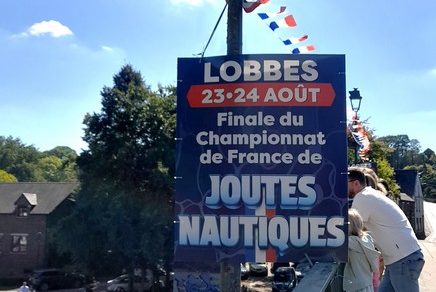 LOBBES
23•24 AOÛT
Finale du
Championnat
de France de
JOUTES
NAUTIQUES